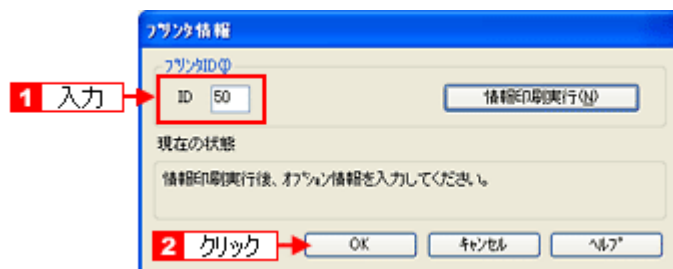 プリンタ情報
プリンタID(I)
1 入力
ID 50
情報印刷実行(N)
現在の状態
情報印刷実行後、オプション情報を入力してください。
2 クリック
OK
キャンセル
ヘルプ